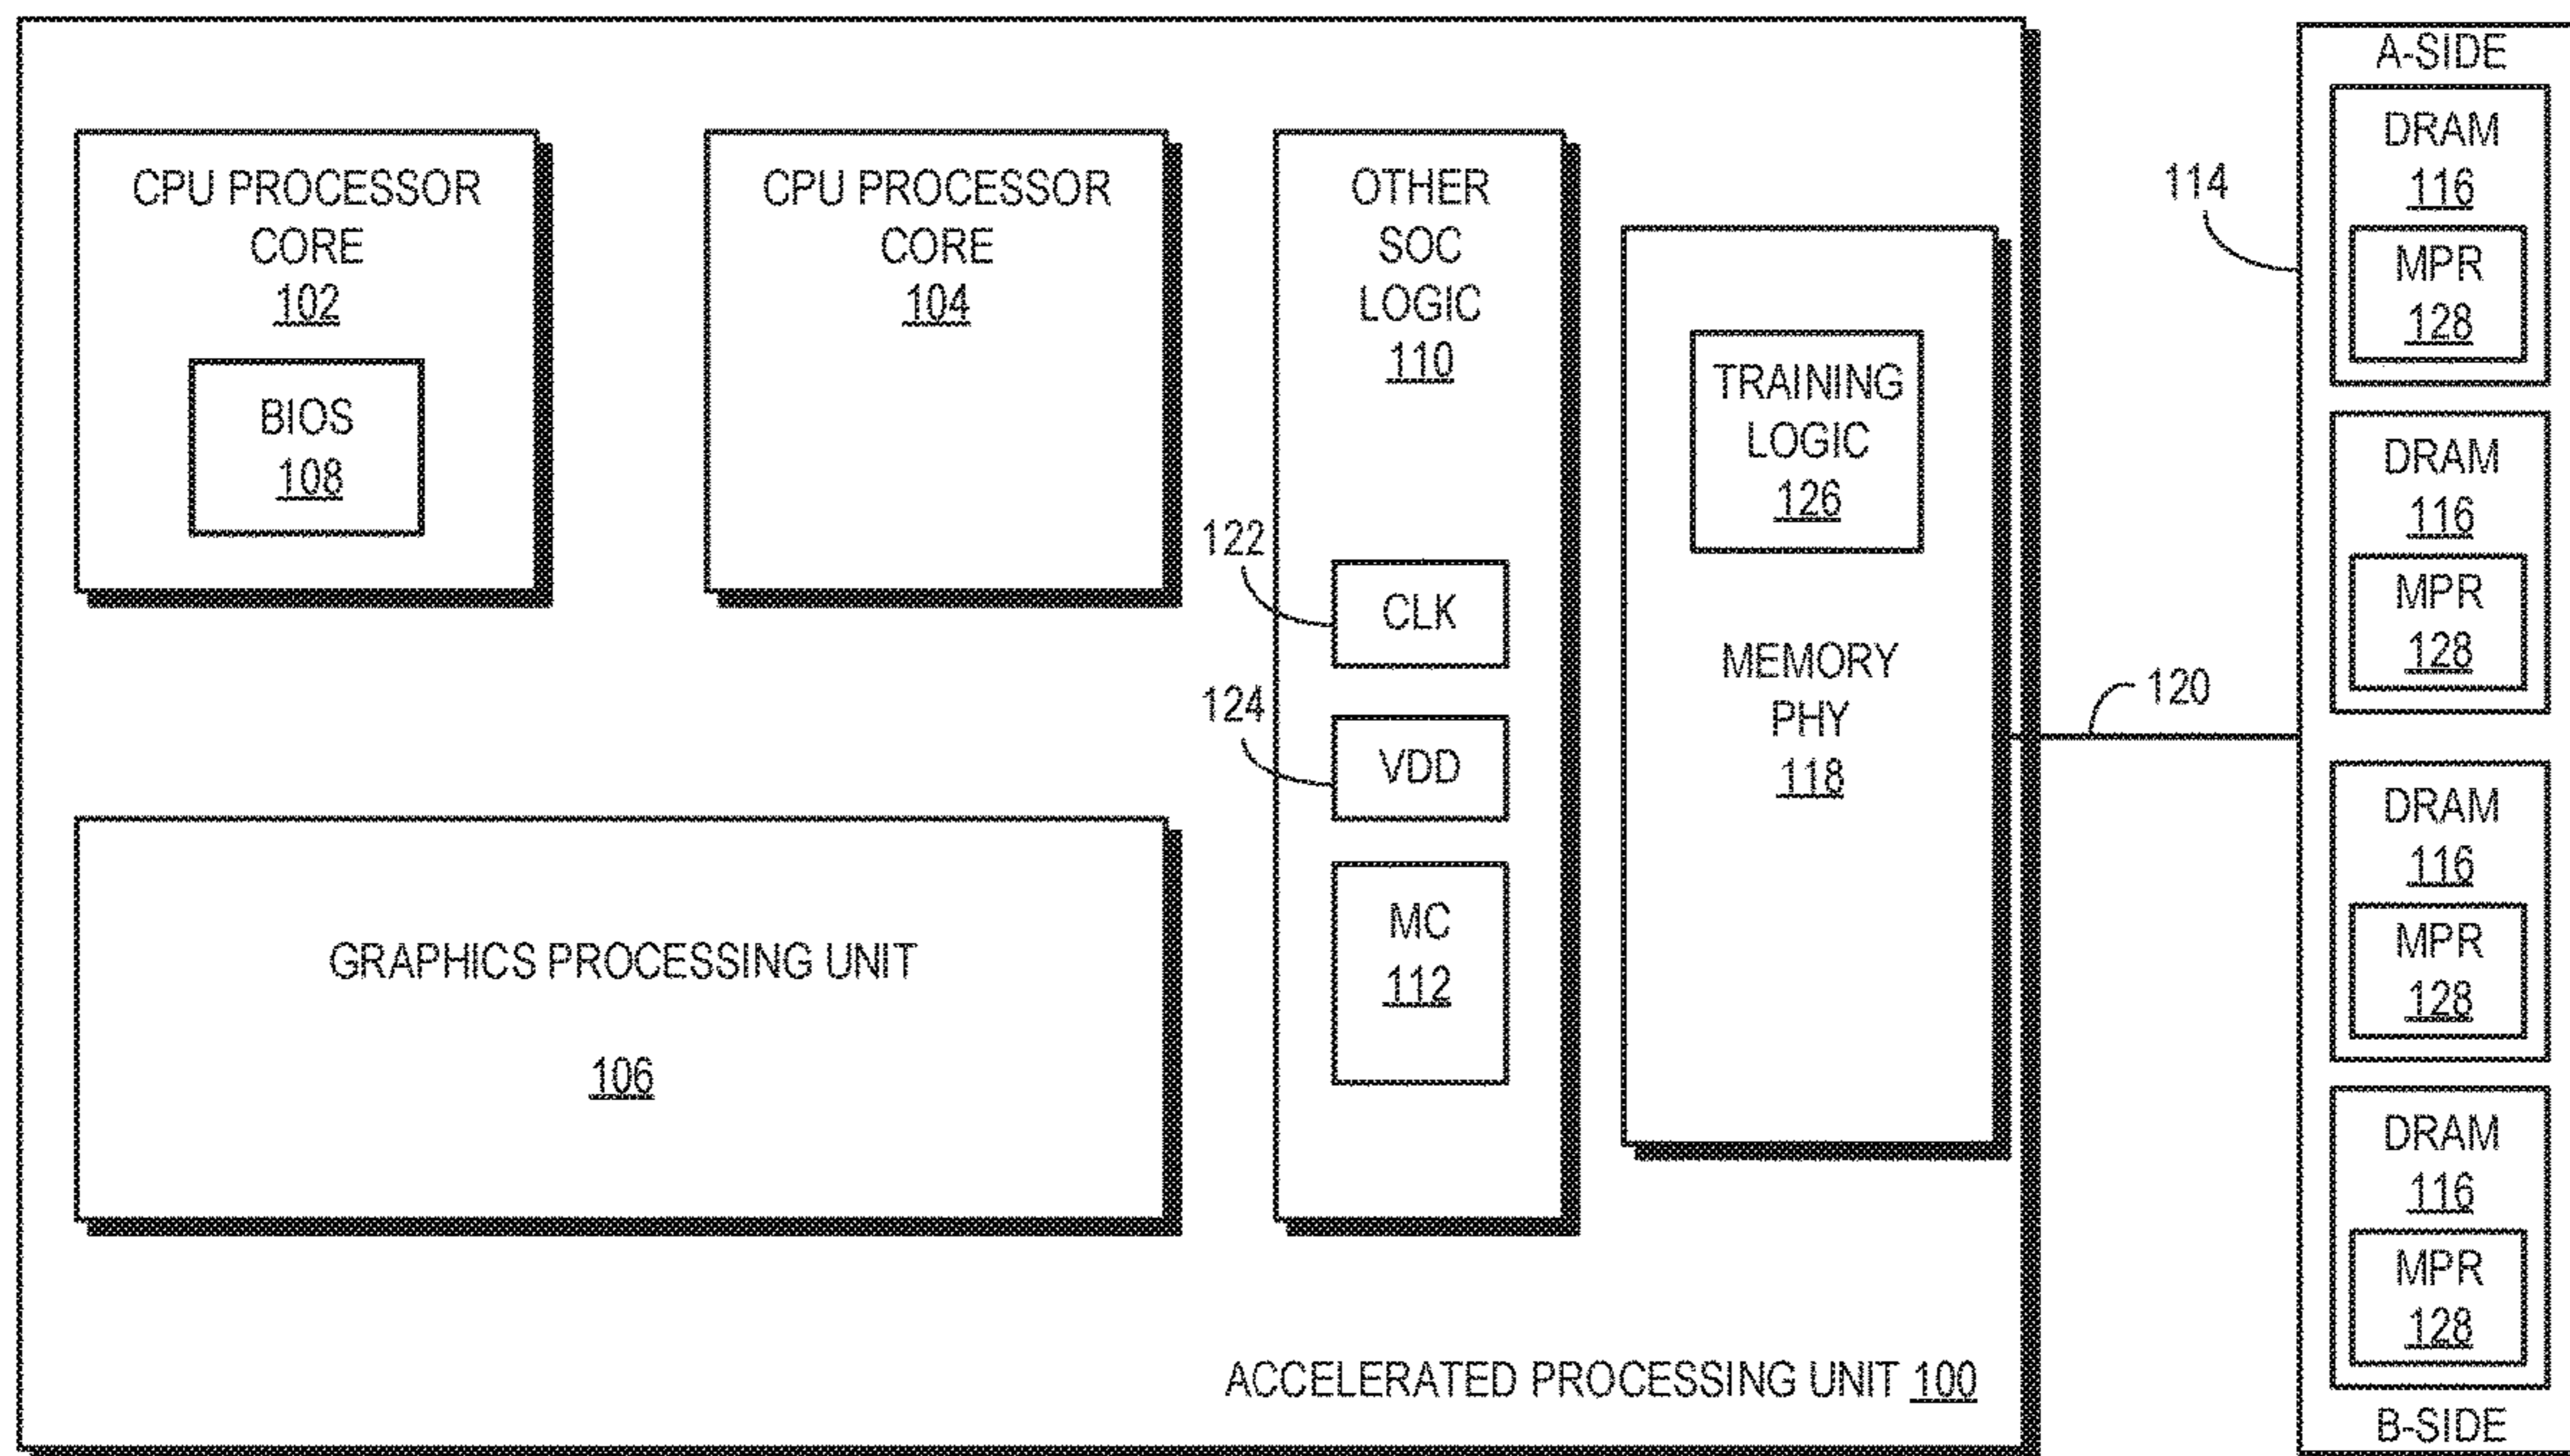 CPU PROCESSOR
CORE
102
BIOS
108
CPU PROCESSOR
CORE
104
GRAPHICS PROCESSING UNIT
106
OTHER
SOC
LOGIC
110
122
CLK
124
VDD
MC
112
TRAINING
LOGIC
126
MEMORY
PHY
118
ACCELERATED PROCESSING UNIT 100
120
114
A-SIDE
DRAM
116
MPR
128
DRAM
116
MPR
128
DRAM
116
MPR
128
DRAM
116
MPR
128
B-SIDE